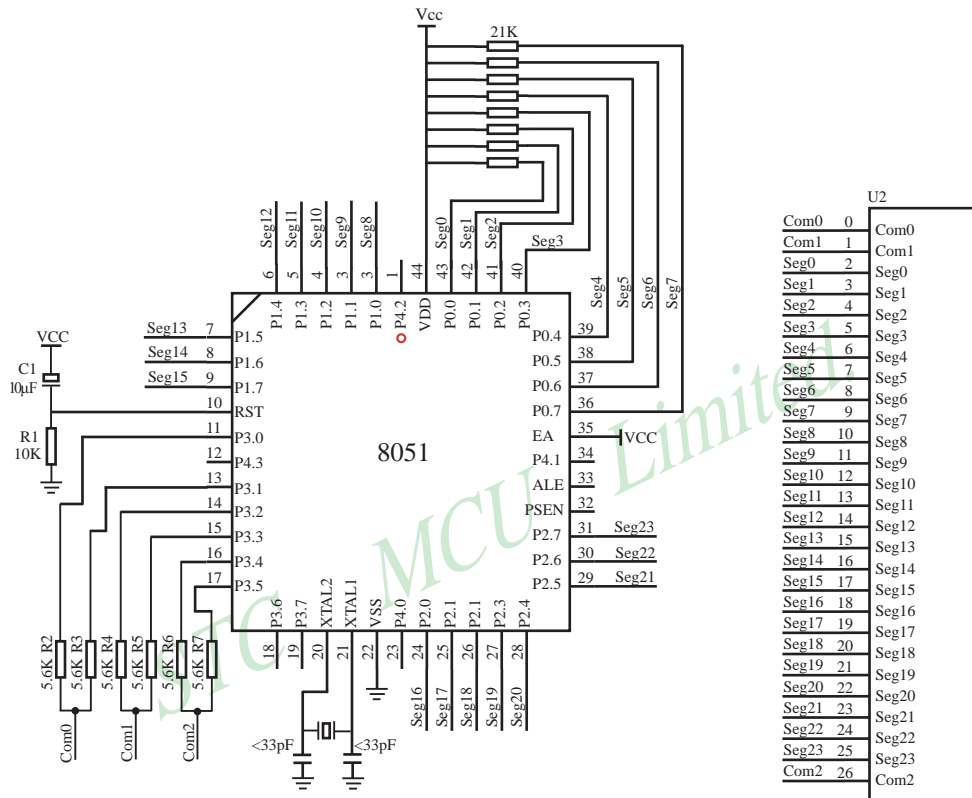 Vcc
21K
Seg12
Seg11
Seg10
Seg9
Seg8
Seg0
Seg1
Seg2
Seg3
Seg4
Seg5
Seg6
Seg7
6
5
4
3
3
1
44
43
42
41
40
P1.4
P1.3
P1.2
P1.1
P1.0
P4.2
VDD
P0.0
P0.1
P0.2
P0.3
Seg13 7 P1.5
Seg14 8 P1.6
Seg15 9 P1.7
10 RST
11 P3.0
12 P4.3
13 P3.1
14 P3.2
15 P3.3
16 P3.4
17 P3.5
VCC
C1
10μF
R1
10K
8051
P0.4 39
P0.5 38
P0.6 37
P0.7 36
EA 35 VCC
P4.1 34
ALE 33
PSEN 32
P2.7 31 Seg23
P2.6 30 Seg22
P2.5 29 Seg21
P3.6
P3.7
XTAL2
XTAL1
VSS
P4.0
P2.0
P2.1
P2.1
P2.3
P2.4
18
19
20
21
22
23
24
25
26
27
28
Seg16
Seg17
Seg18
Seg19
Seg20
5.6K R2
5.6K R3
5.6K R4
5.6K R5
5.6K R6
5.6K R7
Com0
Com1
Com2
<33pF
<33pF
STC MCU Limited.
U2
Com0 0 Com0
Com1 1 Com1
Seg0 2 Seg0
Seg1 3 Seg1
Seg2 4 Seg2
Seg3 5 Seg3
Seg4 6 Seg4
Seg5 7 Seg5
Seg6 8 Seg6
Seg7 9 Seg7
Seg8 10 Seg8
Seg9 11 Seg9
Seg10 12 Seg10
Seg11 13 Seg11
Seg12 14 Seg12
Seg13 15 Seg13
Seg14 16 Seg14
Seg15 17 Seg15
Seg16 18 Seg16
Seg17 19 Seg17
Seg18 20 Seg18
Seg19 21 Seg19
Seg20 22 Seg20
Seg21 23 Seg21
Seg22 24 Seg22
Seg23 25 Seg23
Com2 26 Com2